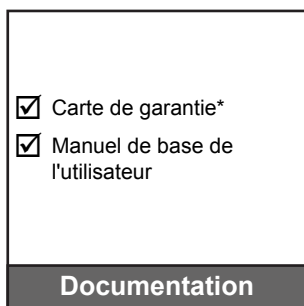 Carte de garantie*
Manuel de base de
l'utilisateur
Documentation